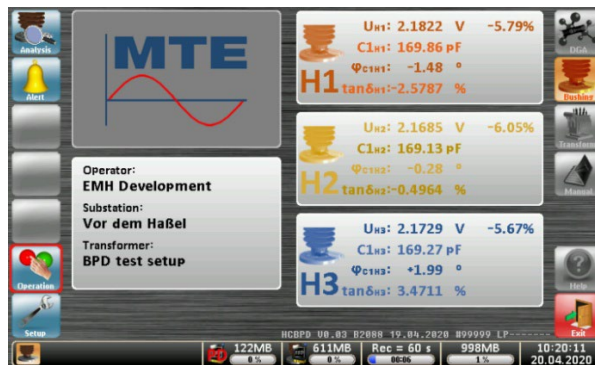 Analysis
Alert
Operation
Setup
MTE
Operator:
EMH Development
Substation:
Vor dem Haßel
Transformer:
BPD test setup
H1
UH1: 2.1822 V -5.79%
C1H1: 169.86 pF
φC1H1: -1.48 °
tanδH1:-2.5787 %
H2
UH2: 2.1685 V -6.05%
C1H2: 169.13 pF
φC1H2: -0.28 °
tanδH2:-0.4964 %
H3
UH3: 2.1729 V -5.67%
C1H3: 169.27 pF
φC1H3: +1.99 °
tanδH3: 3.4711 %
DGA
Bushing
Transform
Manual
Help
Exit
HCBPD V0.03 B2088 19.04.2020 #99999 LP-------
122MB
0 %
611MB
0 %
Rec = 60 s
00:06
998MB
1 %
10:20:11
20.04.2020